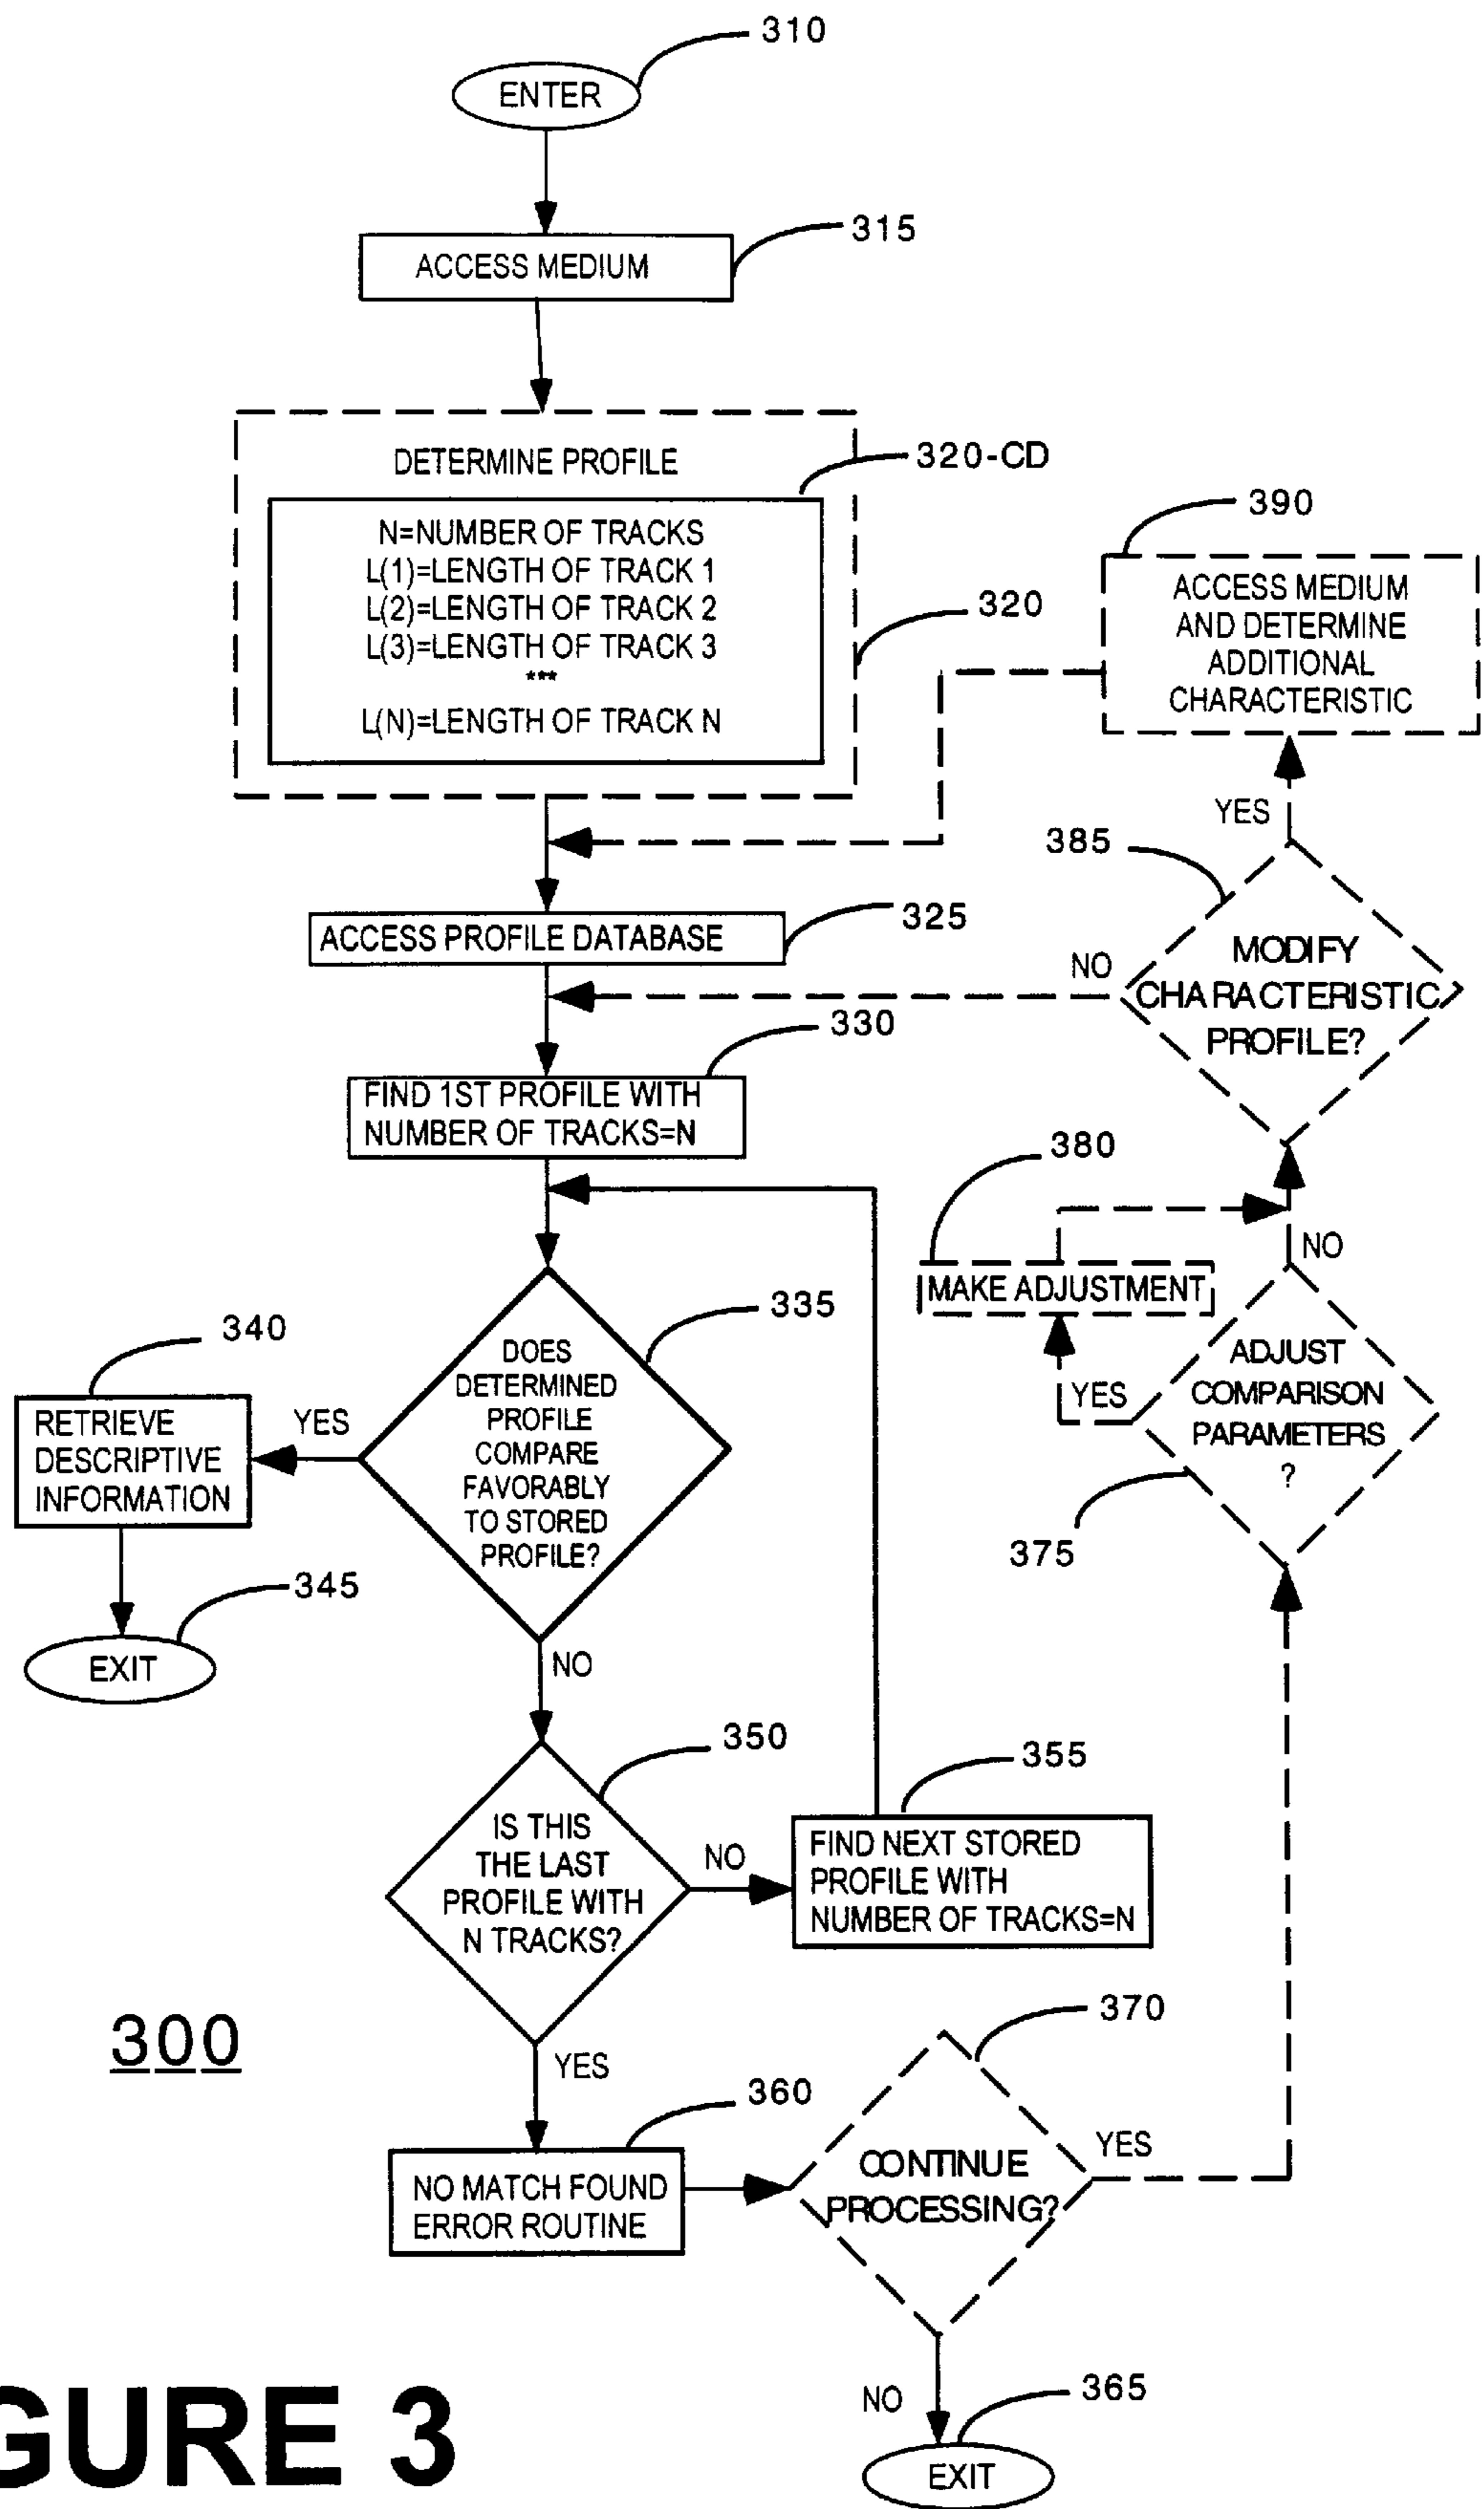 310
ENTER
315
ACCESS MEDIUM
DETERMINE PROFILE
320-CD
N=NUMBER OF TRACKS
L(1)=LENGTH OF TRACK 1
L(2)=LENGTH OF TRACK 2
L(3)=LENGTH OF TRACK 3
***
L(N)=LENGTH OF TRACK N
320
390
ACCESS MEDIUM
AND DETERMINE
ADDITIONAL
CHARACTERISTIC
YES
385
MODIFY
CHARACTERISTIC
PROFILE?
NO
325
ACCESS PROFILE DATABASE
330
FIND 1ST PROFILE WITH
NUMBER OF TRACKS=N
380
MAKE ADJUSTMENT
NO
YES
ADJUST
COMPARISON
PARAMETERS
?
375
335
DOES
DETERMINED
PROFILE
COMPARE
FAVORABLY
TO STORED
PROFILE?
340
YES
RETRIEVE
DESCRIPTIVE
INFORMATION
345
EXIT
NO
350
IS THIS
THE LAST
PROFILE WITH
N TRACKS?
NO
355
FIND NEXT STORED
PROFILE WITH
NUMBER OF TRACKS=N
300
YES
360
NO MATCH FOUND
ERROR ROUTINE
370
CONTINUE
PROCESSING?
YES
NO
365
EXIT
GURE 3